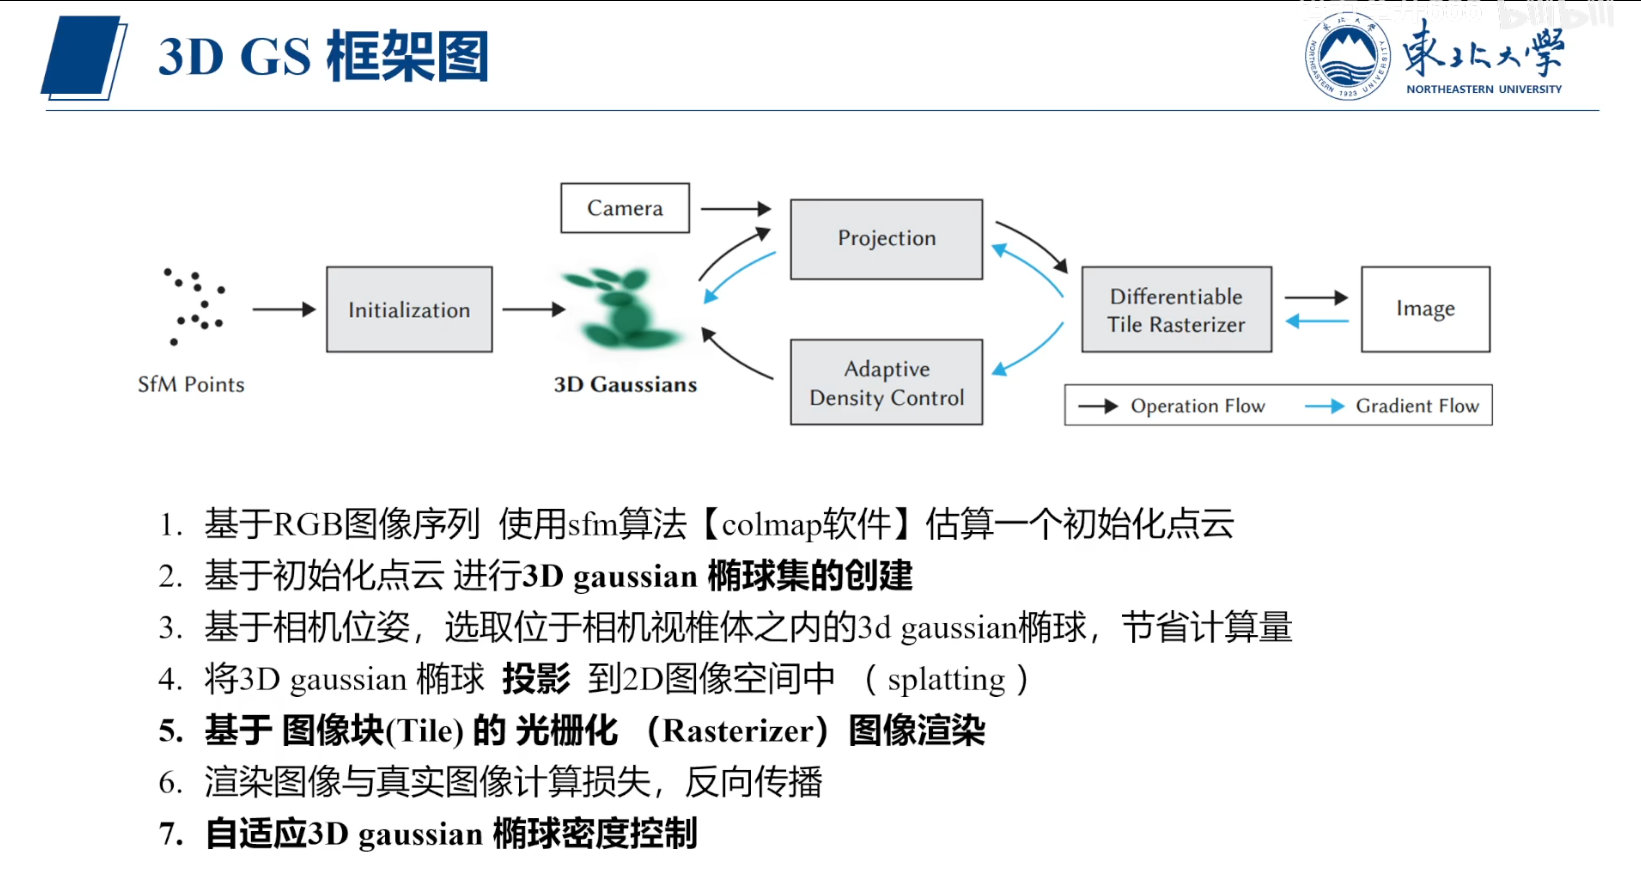 3D GS 框架图
東北大學
NORTHEASTERN UNIVERSITY
Camera
Projection
Initialization
Differentiable
Tile Rasterizer
Image
SfM Points
3D Gaussians
Adaptive
Density Control
Operation Flow
Gradient Flow
1. 基于RGB图像序列 使用sfm算法【colmap软件】估算一个初始化点云
2. 基于初始化点云 进行3D gaussian 椭球集的创建
3. 基于相机位姿，选取位于相机视椎体之内的3d gaussian椭球，节省计算量
4. 将3D gaussian 椭球 投影 到2D图像空间中 （ splatting ）
5. 基于 图像块(Tile) 的 光栅化 （Rasterizer）图像渲染
6. 渲染图像与真实图像计算损失，反向传播
7. 自适应3D gaussian 椭球密度控制